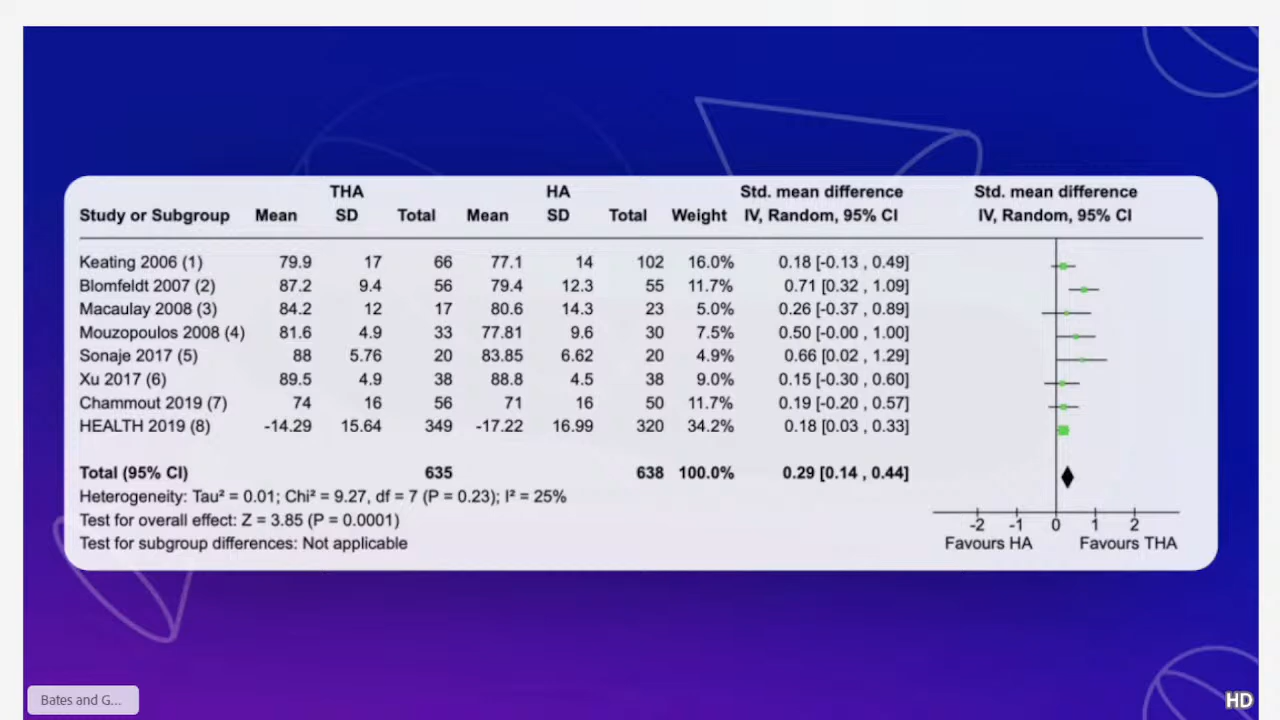 THA HA Std. mean difference Std. mean difference
Study or Subgroup Mean SD Total Mean SD Total Weight IV, Random, 95% CI IV, Random, 95% CI
Keating 2006 (1) 79.9 17 66 77.1 14 102 16.0% 0.18 [-0.13 , 0.49]
Blomfeldt 2007 (2) 87.2 9.4 56 79.4 12.3 55 11.7% 0.71 [0.32 , 1.09]
Macaulay 2008 (3) 84.2 12 17 80.6 14.3 23 5.0% 0.26 [-0.37 , 0.89]
Mouzopoulos 2008 (4) 81.6 4.9 33 77.81 9.6 30 7.5% 0.50 [-0.00 , 1.00]
Sonaje 2017 (5) 88 5.76 20 83.85 6.62 20 4.9% 0.66 [0.02 , 1.29]
Xu 2017 (6) 89.5 4.9 38 88.8 4.5 38 9.0% 0.15 [-0.30 , 0.60]
Chammout 2019 (7) 74 16 56 71 16 50 11.7% 0.19 [-0.20 , 0.57]
HEALTH 2019 (8) -14.29 15.64 349 -17.22 16.99 320 34.2% 0.18 [0.03 , 0.33]
Total (95% CI) 635 638 100.0% 0.29 [0.14 , 0.44]
Heterogeneity: Tau² = 0.01; Chi² = 9.27, df = 7 (P = 0.23); I² = 25%
Test for overall effect: Z = 3.85 (P = 0.0001)
Test for subgroup differences: Not applicable
-2 -1 0 1 2
Favours HA Favours THA
Bates and G...
HD